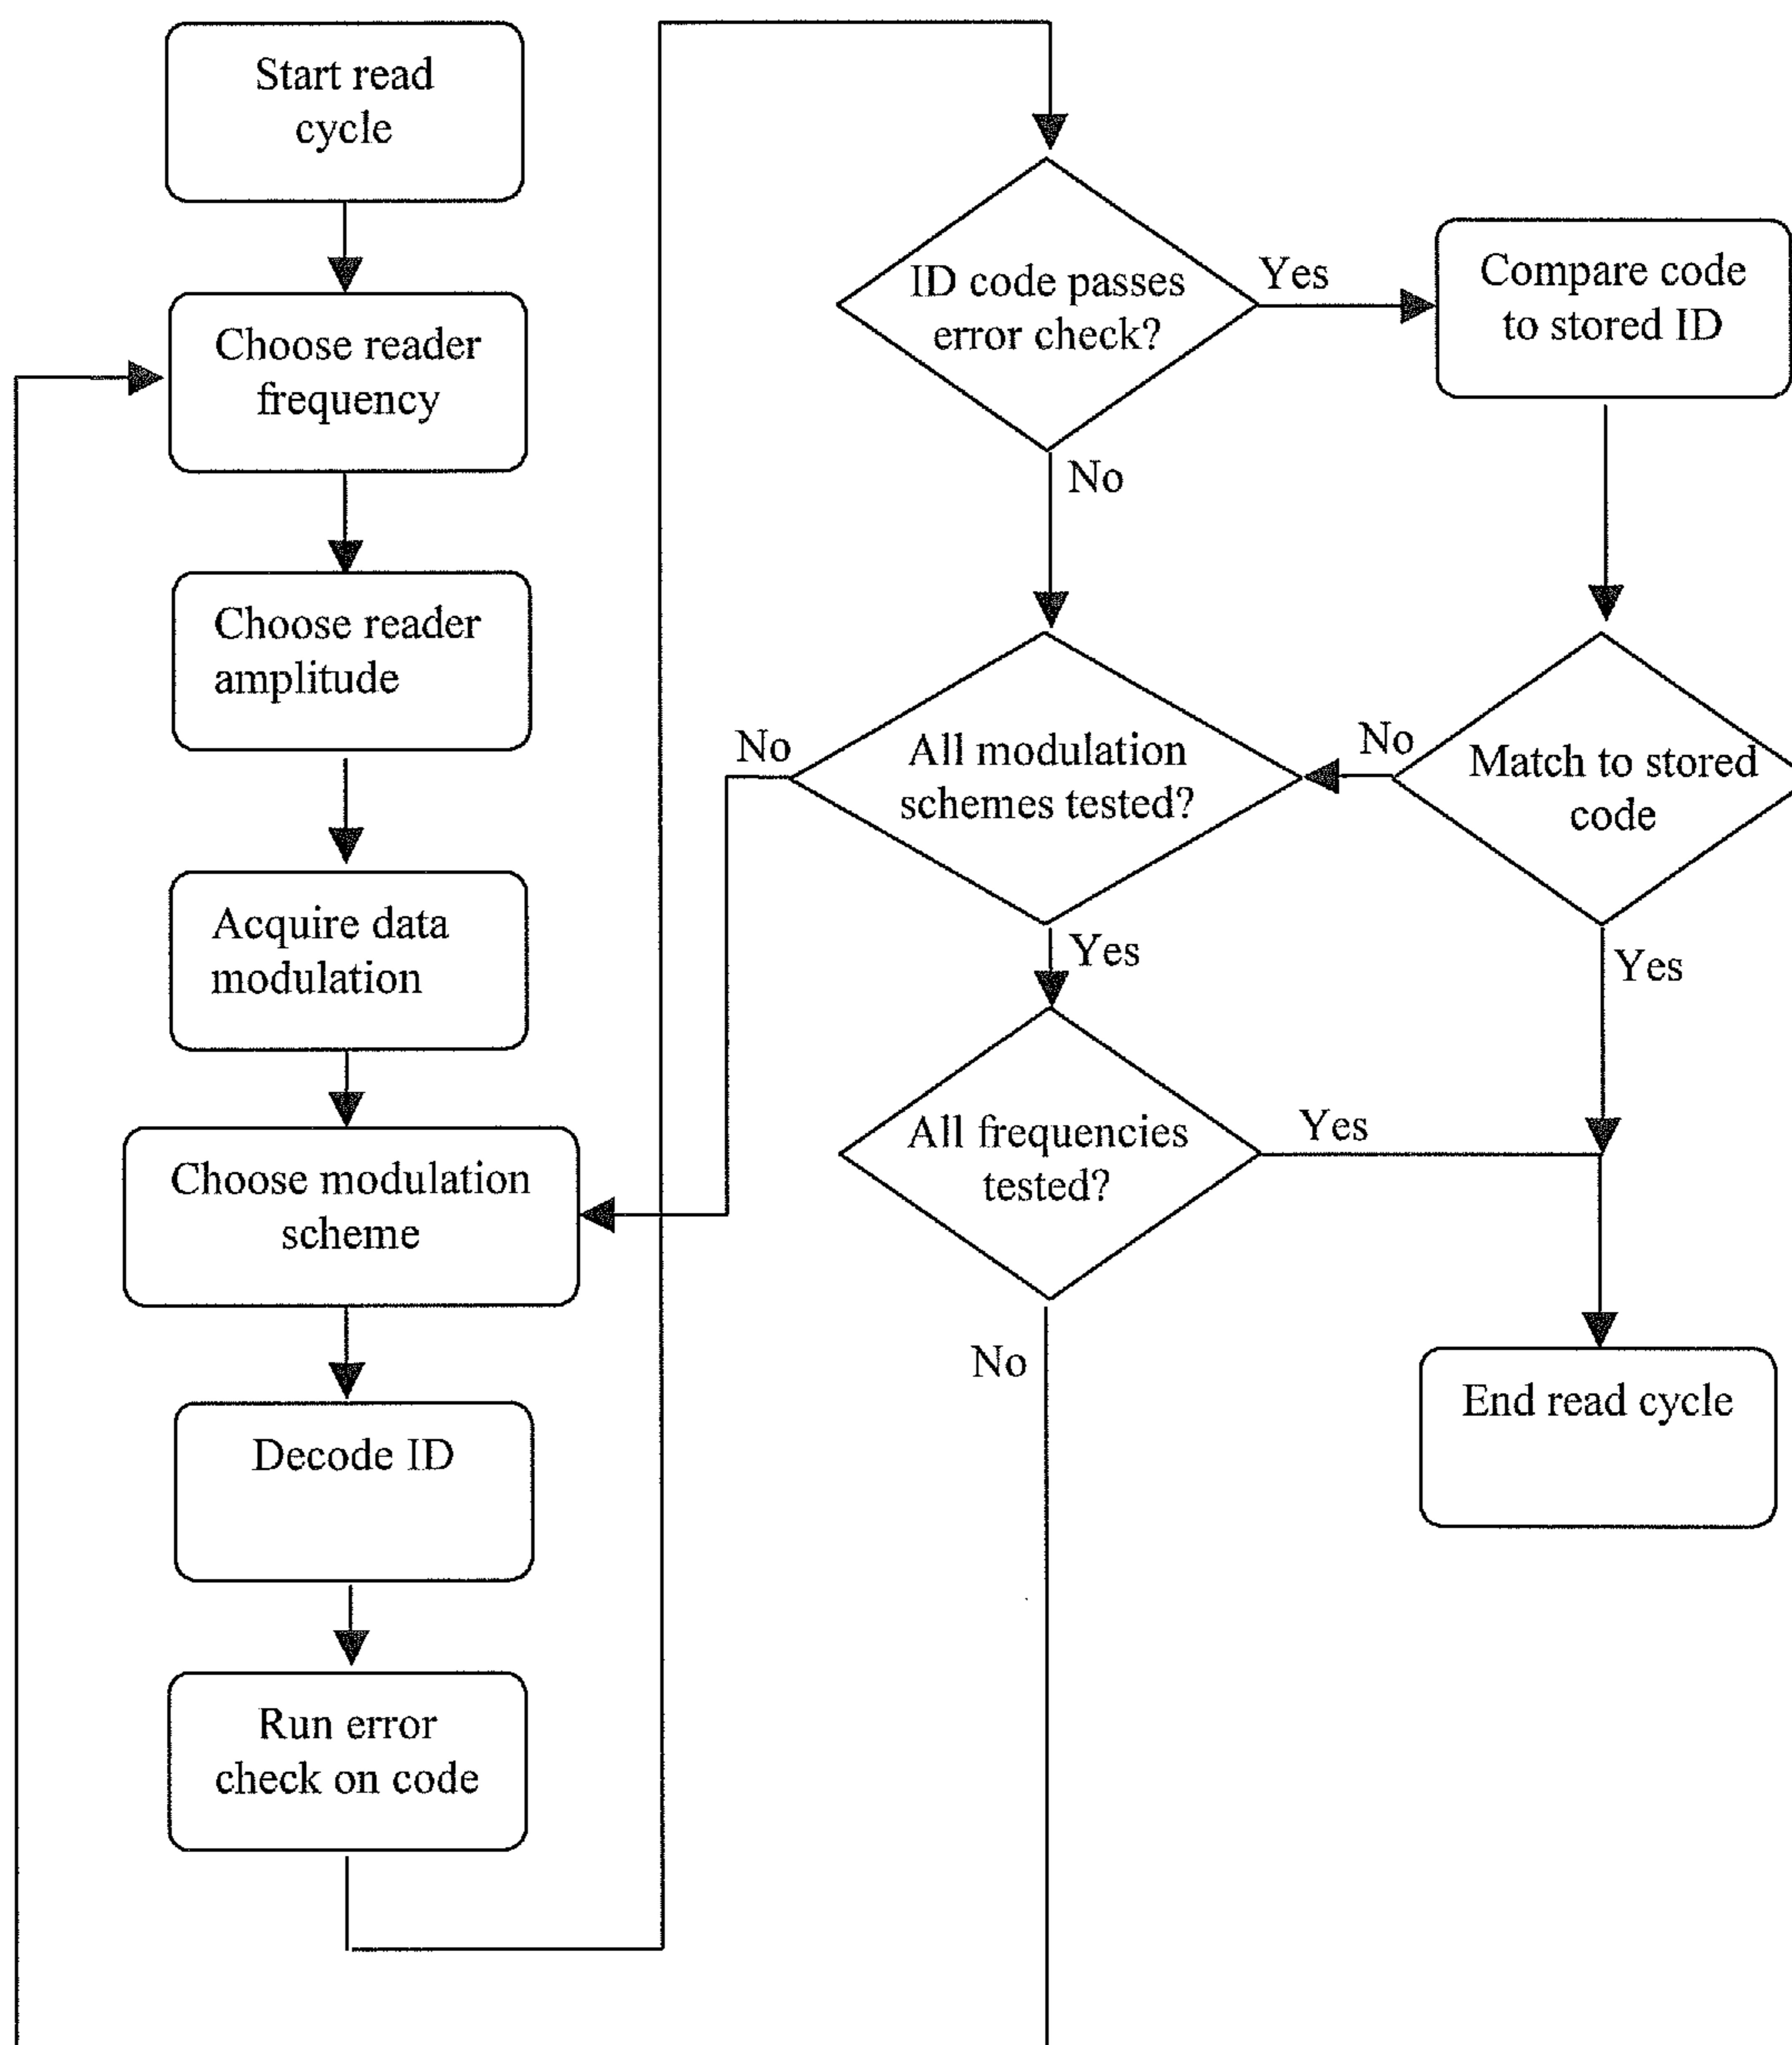 Start read
cycle
Choose reader
frequency
Choose reader
amplitude
Acquire data
modulation
Choose modulation
scheme
Decode ID
Run error
check on code
ID code passes
error check?
Yes
No
Compare code
to stored ID
No
All modulation
schemes tested?
No
Match to stored
code
Yes
Yes
All frequencies
tested?
Yes
No
End read cycle